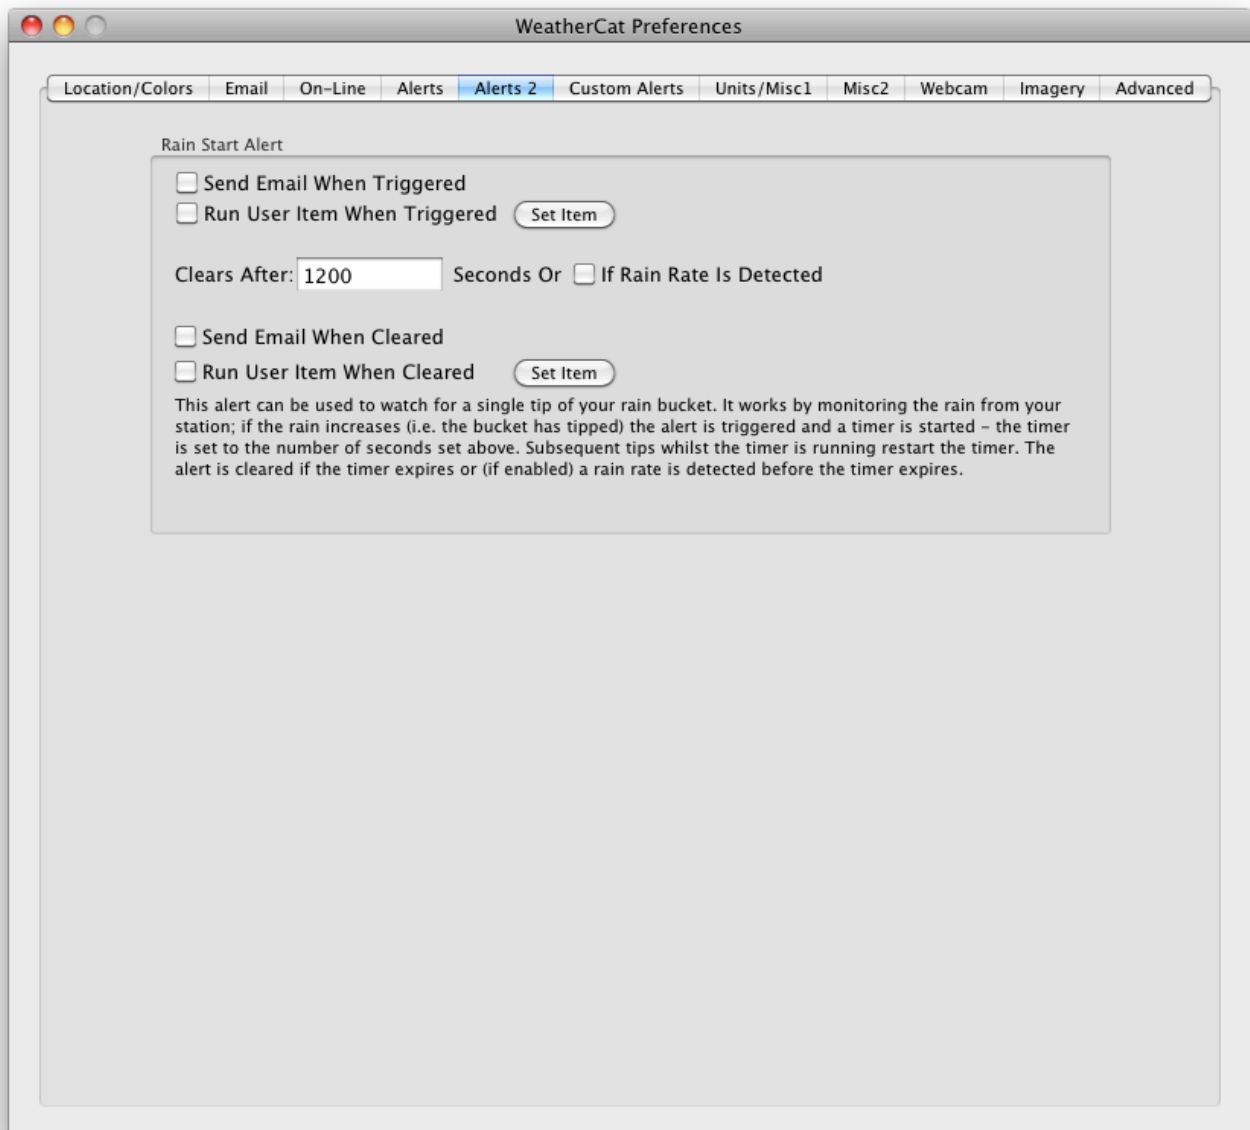 WeatherCat Preferences
Location/Colors Email On-Line Alerts Alerts 2 Custom Alerts Units/Misc1 Misc2 Webcam Imagery Advanced
Rain Start Alert
Send Email When Triggered
Run User Item When Triggered Set Item
Clears After: 1200 Seconds Or If Rain Rate Is Detected
Send Email When Cleared
Run User Item When Cleared Set Item
This alert can be used to watch for a single tip of your rain bucket. It works by monitoring the rain from your
station; if the rain increases (i.e. the bucket has tipped) the alert is triggered and a timer is started - the timer
is set to the number of seconds set above. Subsequent tips whilst the timer is running restart the timer. The
alert is cleared if the timer expires or (if enabled) a rain rate is detected before the timer expires.